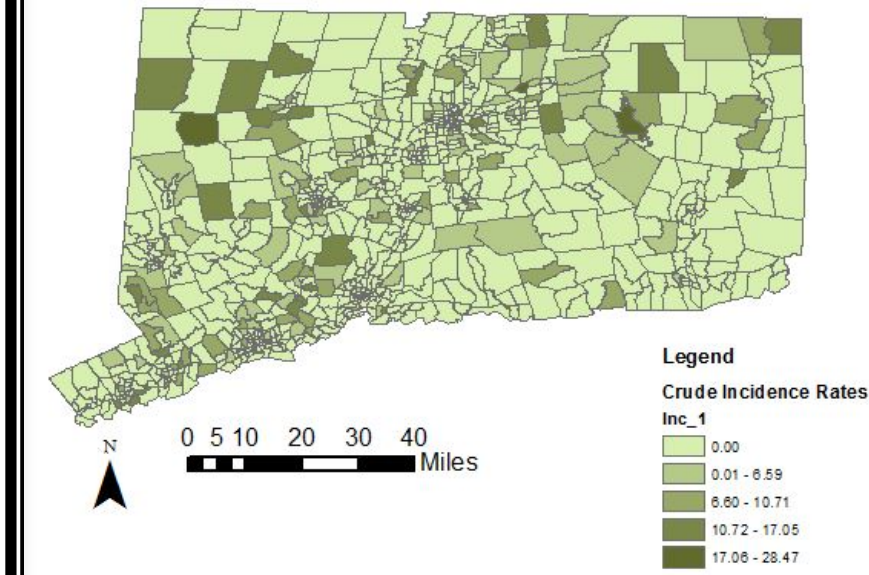 N
0 5 10 20 30 40
Miles
Legend
Crude Incidence Rates
Inc_1
0.00
0.01 - 6.59
6.60 - 10.71
10.72 - 17.05
17.06 - 28.47